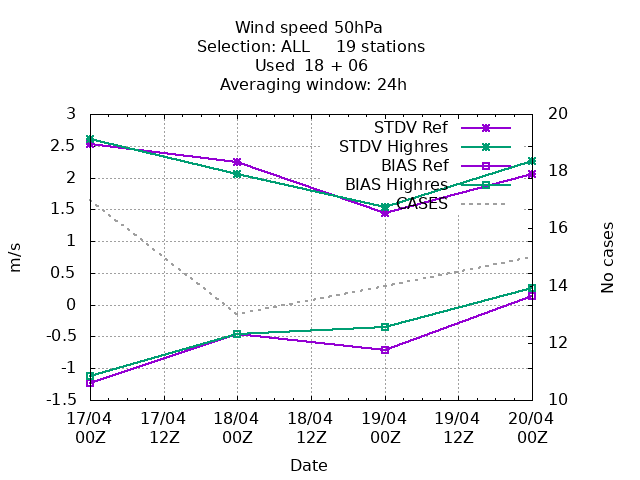 Wind speed 50hPa
Selection: ALL     19 stations
Used  18 + 06
Averaging window: 24h
3
2.5
2
1.5
1
0.5
0
-0.5
-1
-1.5
m/s
20
18
16
14
12
10
No cases
STDV Ref
STDV Highres
BIAS Ref
BIAS Highres
CASES
17/04 17/04 18/04 18/04 19/04 19/04 20/04
00Z 12Z 00Z 12Z 00Z 12Z 00Z
Date